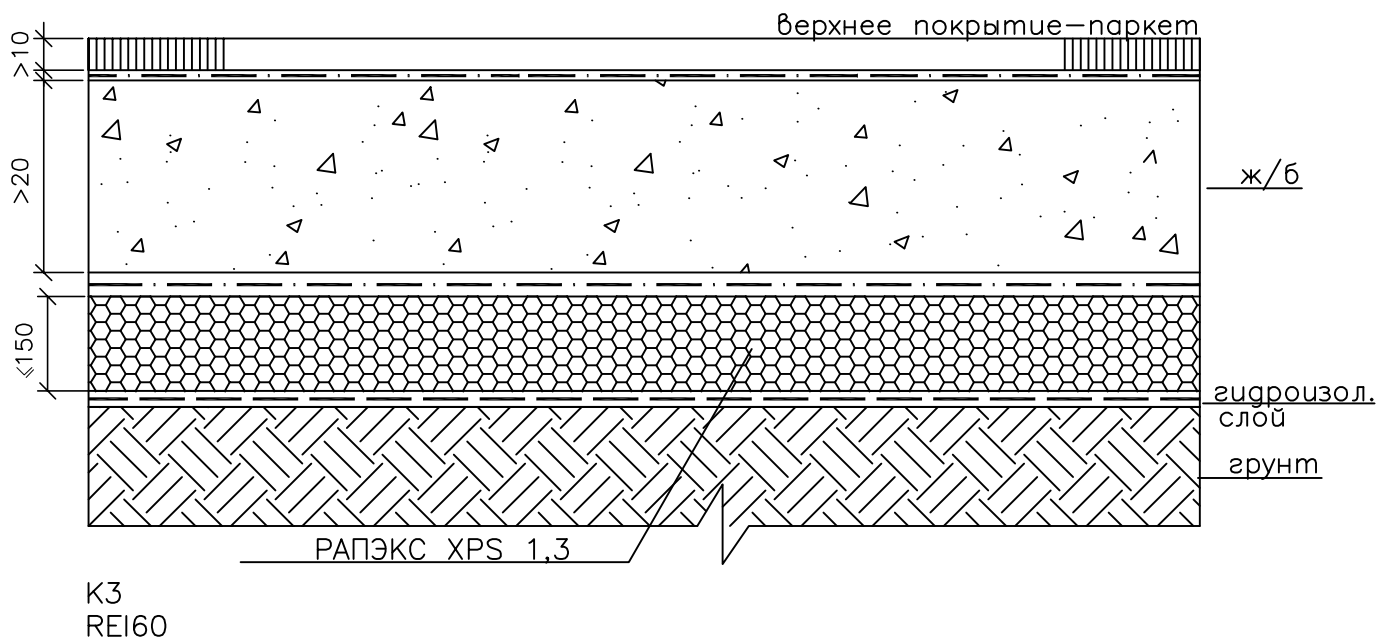 верхнее покрытие-паркет
>10
>20
ж/б
⩽150
гидроизол.
слой
грунт
РАПЭКС XPS 1,3
К3
REI60